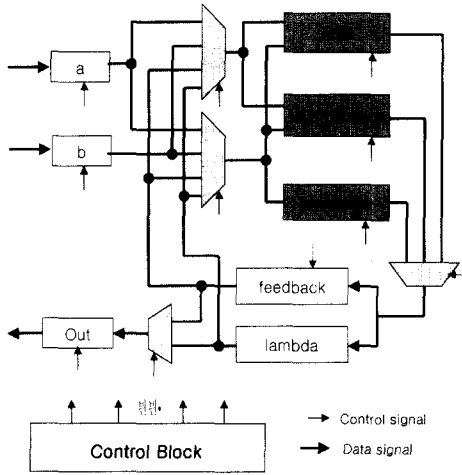 a
b
feedback
Out
lambda
Control signal
Control Block
Data signal